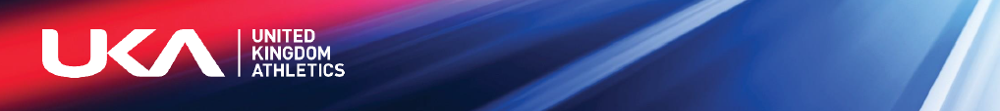 UKA
UNITED
KINGDOM
ATHLETICS